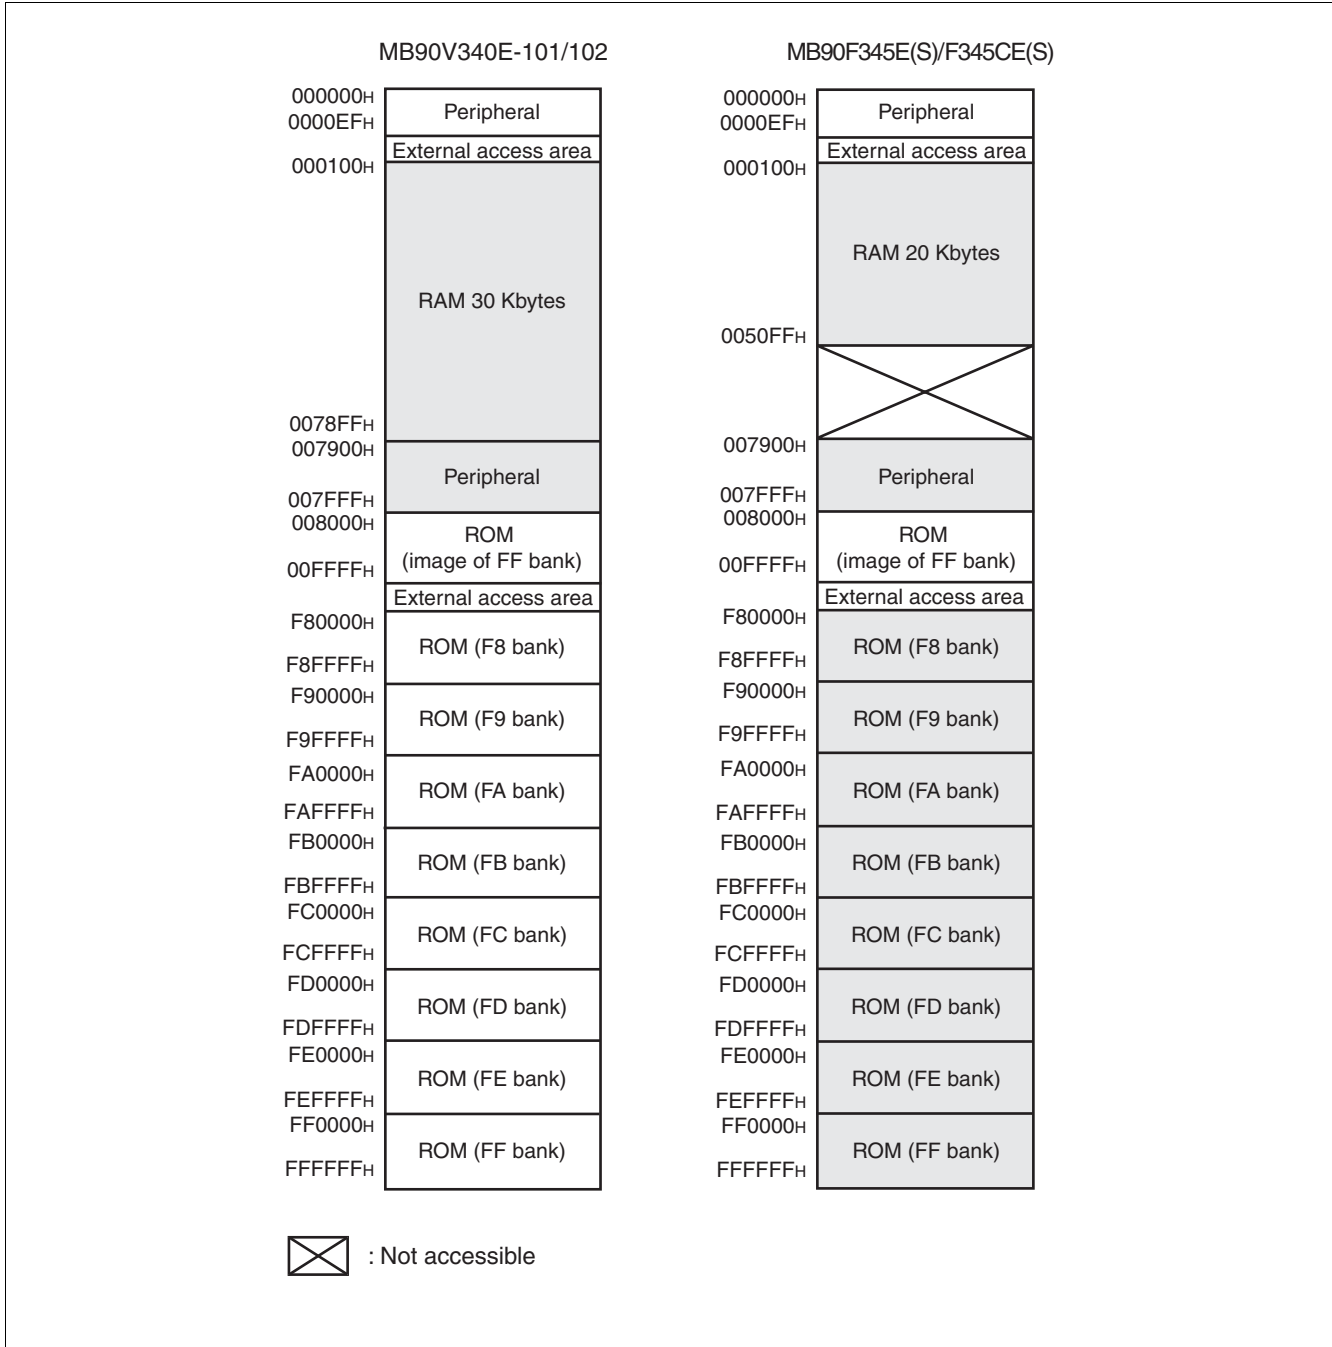 MB90V340E-101/102
000000H
Peripheral
0000EFH
External access area
000100H
RAM 30 Kbytes
0078FFH
007900H
Peripheral
007FFFH
008000H
ROM
(image of FF bank)
00FFFFH
External access area
F80000H
ROM (F8 bank)
F8FFFFH
F90000H
ROM (F9 bank)
F9FFFFH
FA0000H
ROM (FA bank)
FAFFFFH
FB0000H
ROM (FB bank)
FBFFFFH
FC0000H
ROM (FC bank)
FCFFFFH
FD0000H
ROM (FD bank)
FDFFFFH
FE0000H
ROM (FE bank)
FEFFFFH
FF0000H
ROM (FF bank)
FFFFFFH
MB90F345E(S)/F345CE(S)
000000H
Peripheral
0000EFH
External access area
000100H
RAM 20 Kbytes
0050FFH
007900H
Peripheral
007FFFH
008000H
ROM
(image of FF bank)
00FFFFH
External access area
F80000H
ROM (F8 bank)
F8FFFFH
F90000H
ROM (F9 bank)
F9FFFFH
FA0000H
ROM (FA bank)
FAFFFFH
FB0000H
ROM (FB bank)
FBFFFFH
FC0000H
ROM (FC bank)
FCFFFFH
FD0000H
ROM (FD bank)
FDFFFFH
FE0000H
ROM (FE bank)
FEFFFFH
FF0000H
ROM (FF bank)
FFFFFFH
: Not accessible